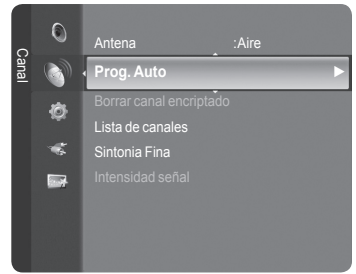 Canal
Antena :Aire
Prog. Auto
Borrar canal encriptado
Lista de canales
Sintonia Fina
Intensidad señal